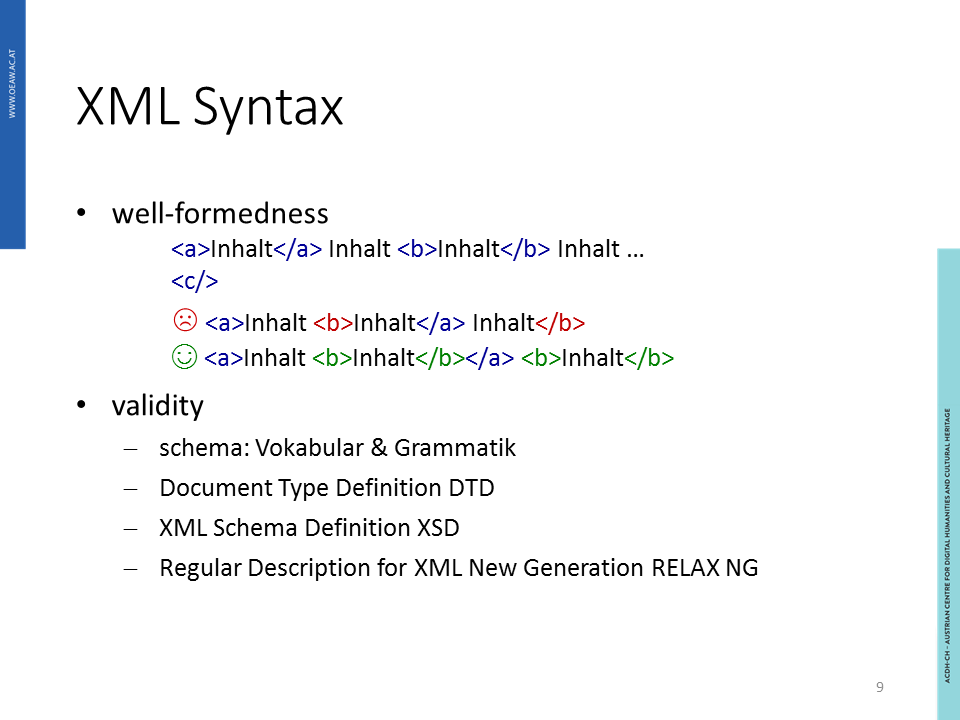 WWW.OEAW.AC.AT
XML Syntax
• well-formedness
<a>Inhalt</a> Inhalt <b>Inhalt</b> Inhalt …
<c/>
☹ <a>Inhalt <b>Inhalt</a> Inhalt</b>
☺ <a>Inhalt <b>Inhalt</b></a> <b>Inhalt</b>
• validity
– schema: Vokabular & Grammatik
– Document Type Definition DTD
– XML Schema Definition XSD
– Regular Description for XML New Generation RELAX NG
ACDH-CH – AUSTRIAN CENTRE FOR DIGITAL HUMANITIES AND CULTURAL HERITAGE
9